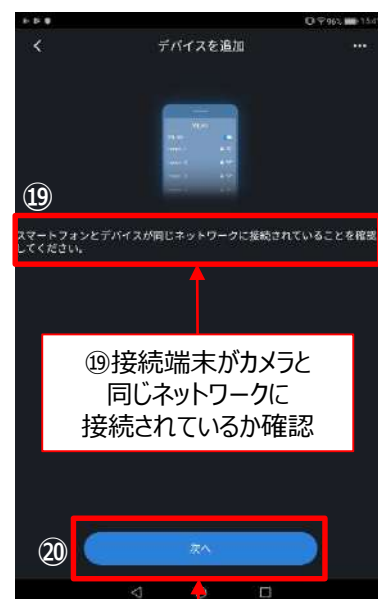 96% 15:4
デバイスを追加
⑲
スマートフォンとデバイスが同じネットワークに接続されていることを確認
してください。
⑲接続端末がカメラと
同じネットワークに
接続されているか確認
⑳
次へ